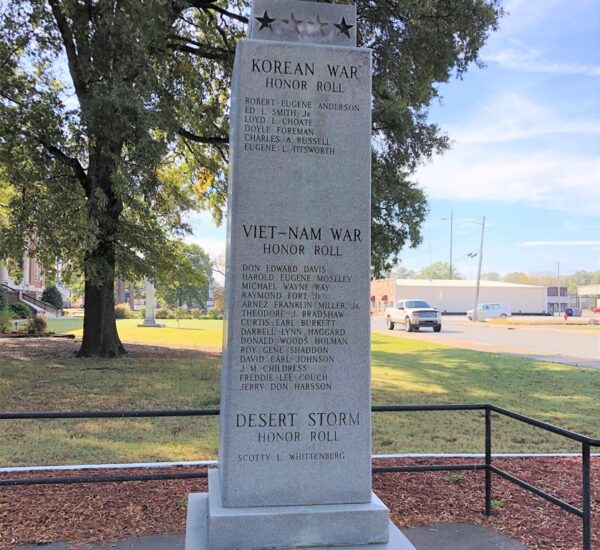 KOREAN WAR
HONOR ROLL
ROBERT EUGENE ANDERSON
ED L. SMITH, JR.
LOYD L. CHOATE
DOYLE FOREMAN
CHARLES A. RUSSELL
EUGENE L. TITSWORTH
VIET-NAM WAR
HONOR ROLL
DON EDWARD DAVIS
HAROLD EUGENE MOSELEY
MICHAEL WAYNE RAY
RAYMOND FORT JR.
ARNEZ FRANKLIN MILLER, JR.
THEODORE J. BRADSHAW
CURTIS EARL BURKETT
DARRELL LYNN HAGGARD
DONALD WOODS HOLMAN
ROY GENE SHADDON
DAVID EARL JOHNSON
J. M. CHILDRESS
FREDDIE LEE COUCH
JERRY DON HARSSON
DESERT STORM
HONOR ROLL
SCOTTY L. WHITTENBERG